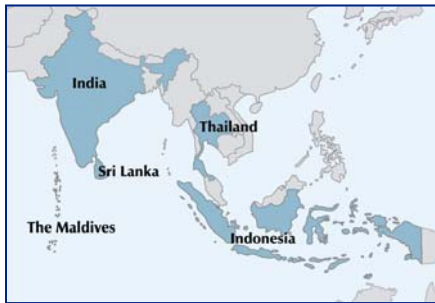 India
Thailand
Sri Lanka
The Maldives
Indonesia